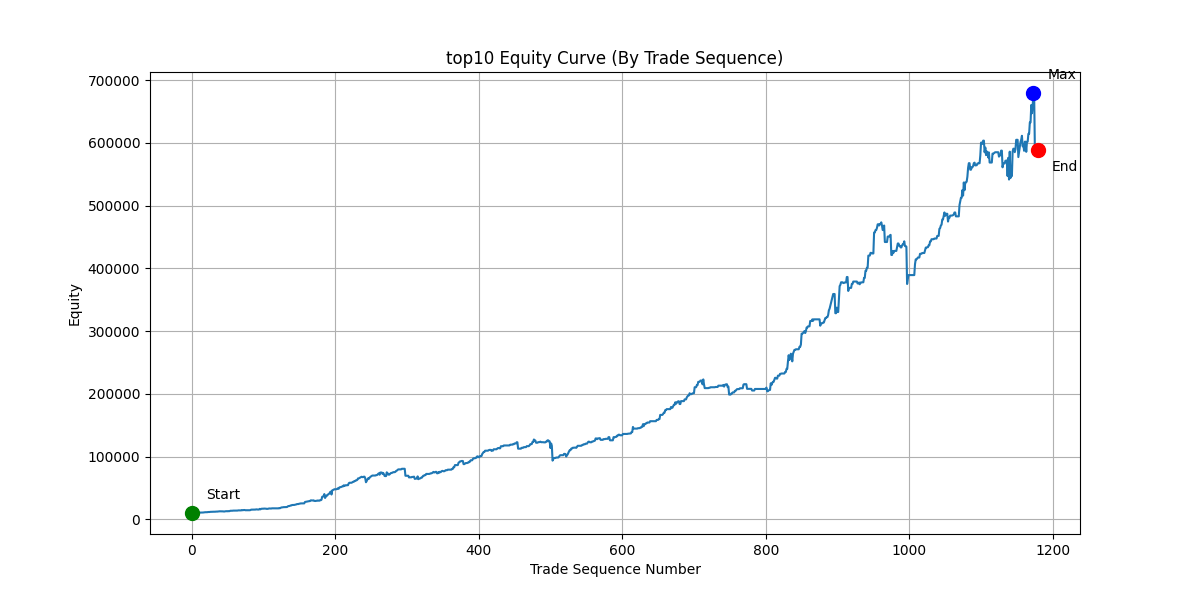 top10 Equity Curve (By Trade Sequence)
700000
600000
500000
400000
300000
200000
100000
0
Equity
Max
End
Start
0 200 400 600 800 1000 1200
Trade Sequence Number